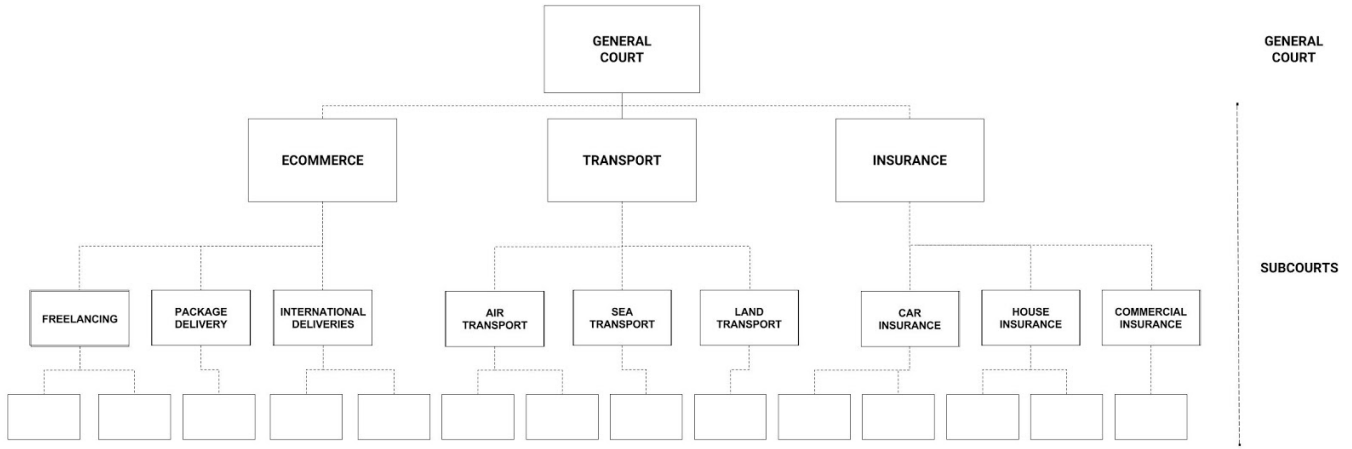 GENERAL
COURT
GENERAL
COURT
ECOMMERCE
TRANSPORT
INSURANCE
SUBCOURTS
FREELANCING
PACKAGE
DELIVERY
INTERNATIONAL
DELIVERIES
AIR
TRANSPORT
SEA
TRANSPORT
LAND
TRANSPORT
CAR
INSURANCE
HOUSE
INSURANCE
COMMERCIAL
INSURANCE